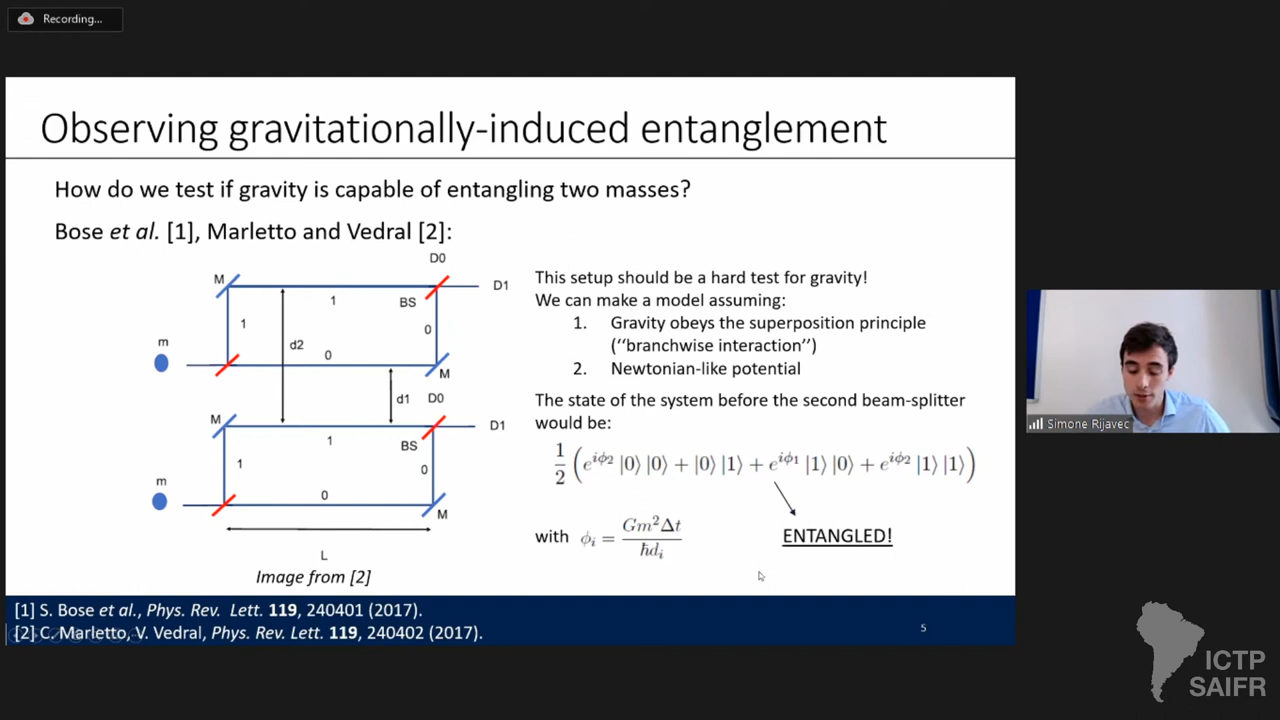 Recording...
Observing gravitationally-induced entanglement
How do we test if gravity is capable of entangling two masses?
Bose et al. [1], Marletto and Vedral [2]:
D0
M
D1
1
BS
1
0
m
d2
0
M
d1
D0
M
D1
1
BS
1
0
m
0
M
L
Image from [2]
This setup should be a hard test for gravity!
We can make a model assuming:
1. Gravity obeys the superposition principle
(‘‘branchwise interaction’’)
2. Newtonian-like potential
The state of the system before the second beam-splitter
would be:
1/2 (e^{iϕ₂} |0⟩ |0⟩ + |0⟩ |1⟩ + e^{iϕ₁} |1⟩ |0⟩ + e^{iϕ₂} |1⟩ |1⟩)
with ϕᵢ = Gm²Δt / ħdᵢ
ENTANGLED!
[1] S. Bose et al., Phys. Rev. Lett. 119, 240401 (2017).
[2] C. Marletto, V. Vedral, Phys. Rev. Lett. 119, 240402 (2017).
5
Simone Rijavec
ICTP
SAIFR